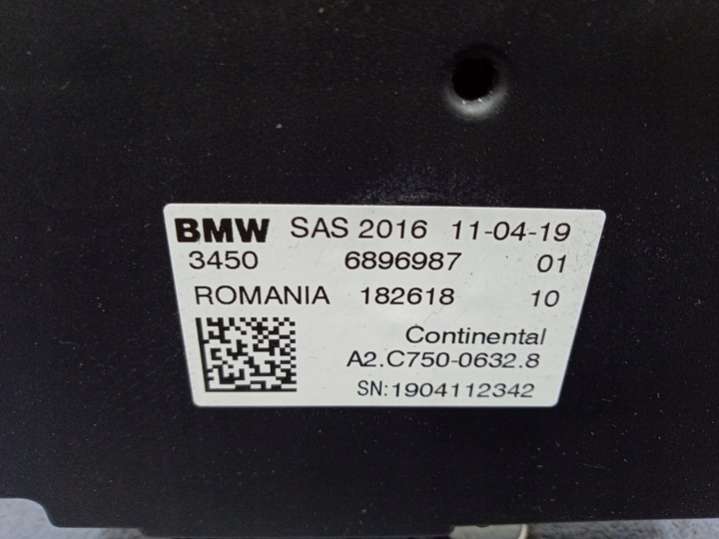 BMW SAS 2016 11-04-19
3450 6896987 01
ROMANIA 182618 10
Continental
A2.C750-0632.8
SN:1904112342